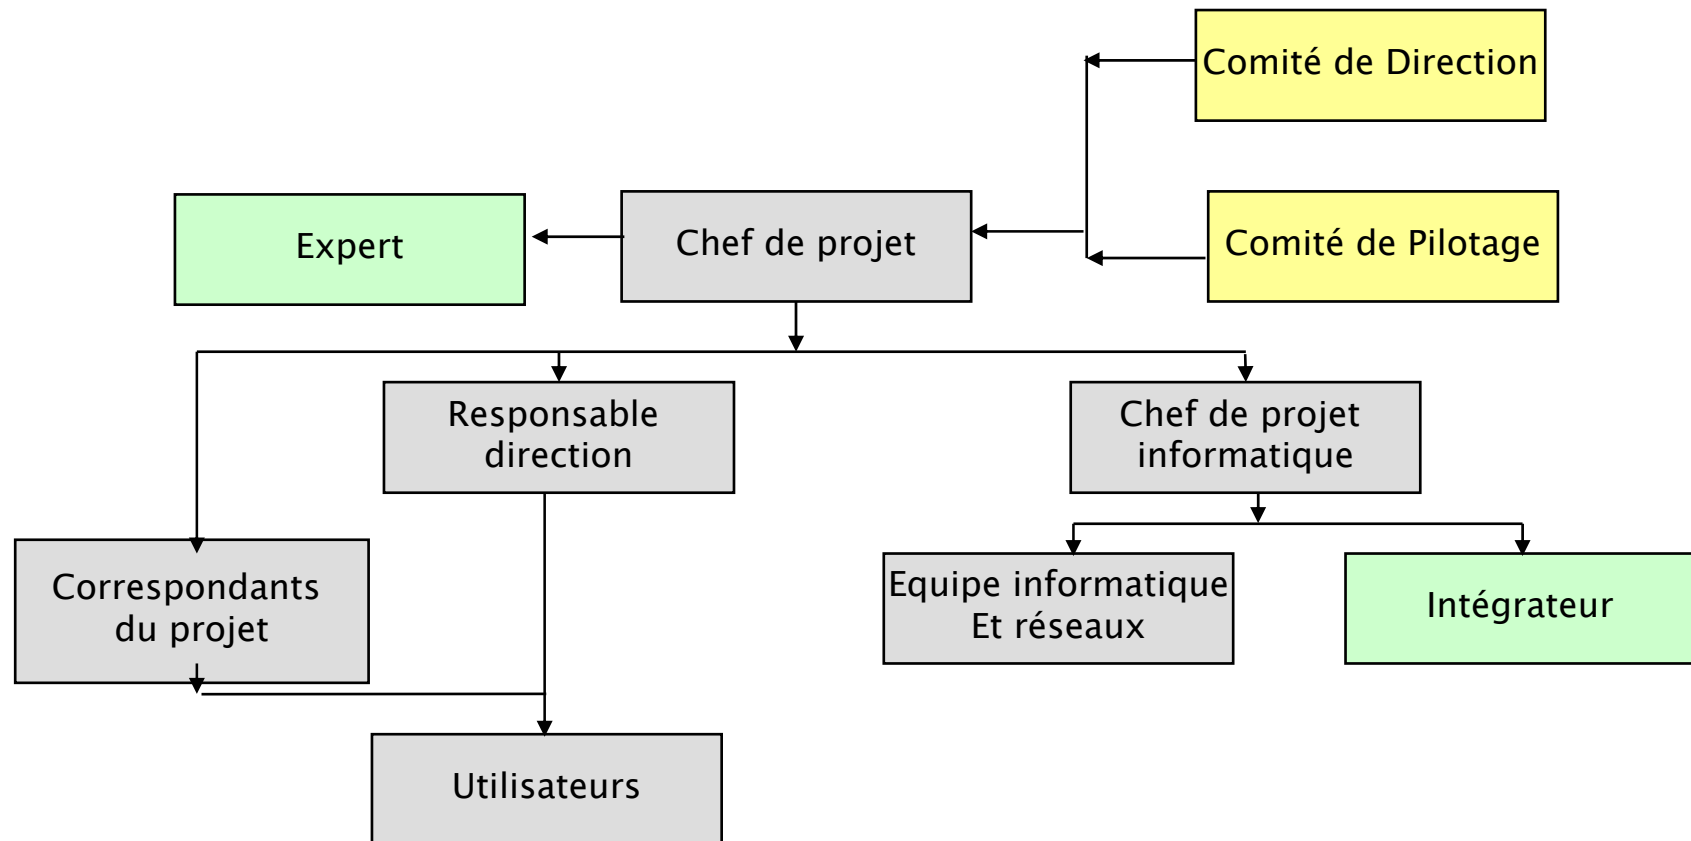 Comité de Direction
Expert
Chef de projet
Comité de Pilotage
Responsable
direction
Chef de projet
informatique
Correspondants
du projet
Equipe informatique
Et réseaux
Intégrateur
Utilisateurs